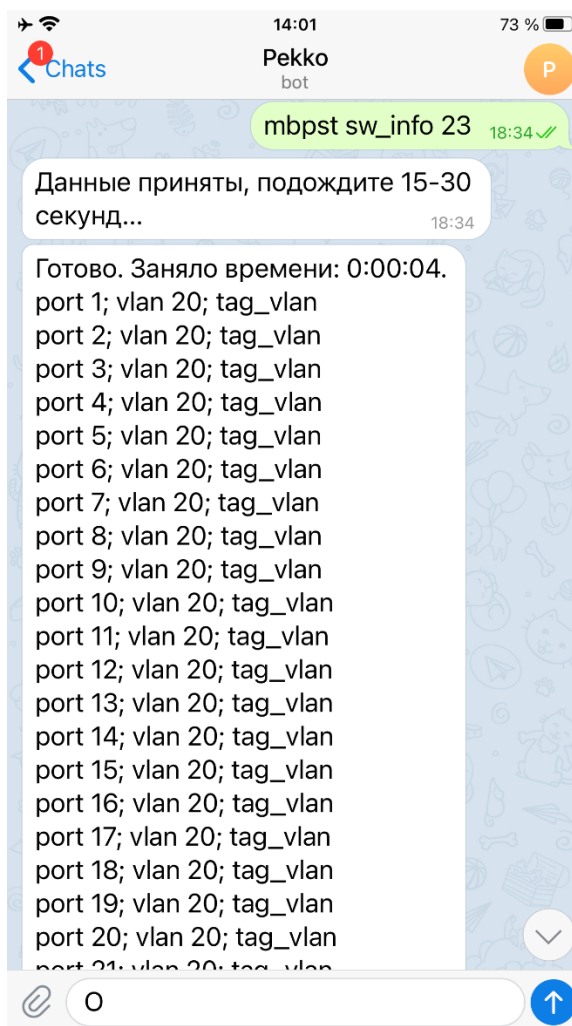 14:01
73 %
1
Chats
Pekko
bot
P
mbpst sw_info 23
18:34
Данные приняты, подождите 15-30
секунд...
18:34
Готово. Заняло времени: 0:00:04.
port 1; vlan 20; tag_vlan
port 2; vlan 20; tag_vlan
port 3; vlan 20; tag_vlan
port 4; vlan 20; tag_vlan
port 5; vlan 20; tag_vlan
port 6; vlan 20; tag_vlan
port 7; vlan 20; tag_vlan
port 8; vlan 20; tag_vlan
port 9; vlan 20; tag_vlan
port 10; vlan 20; tag_vlan
port 11; vlan 20; tag_vlan
port 12; vlan 20; tag_vlan
port 13; vlan 20; tag_vlan
port 14; vlan 20; tag_vlan
port 15; vlan 20; tag_vlan
port 16; vlan 20; tag_vlan
port 17; vlan 20; tag_vlan
port 18; vlan 20; tag_vlan
port 19; vlan 20; tag_vlan
port 20; vlan 20; tag_vlan
port 21; vlan 20; tag_vlan
О